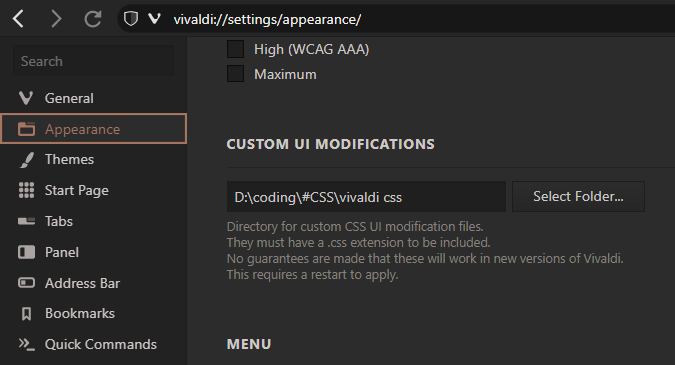 vivaldi://settings/appearance/
Search
General
Appearance
Themes
Start Page
Tabs
Panel
Address Bar
Bookmarks
Quick Commands
High (WCAG AAA)
Maximum
CUSTOM UI MODIFICATIONS
D:\coding\#CSS\vivaldi css
Select Folder...
Directory for custom CSS UI modification files.
They must have a .css extension to be included.
No guarantees are made that these will work in new versions of Vivaldi.
This requires a restart to apply.
MENU